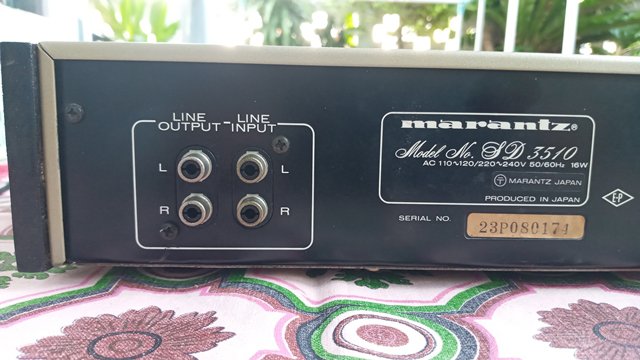 LINE OUTPUT
LINE INPUT
L
L
R
R
marantz®
Model No. SD 3510
AC 110~120/220~240V 50/60Hz 16W
MARANTZ JAPAN
PRODUCED IN JAPAN
E-P
SERIAL NO.
23P080174